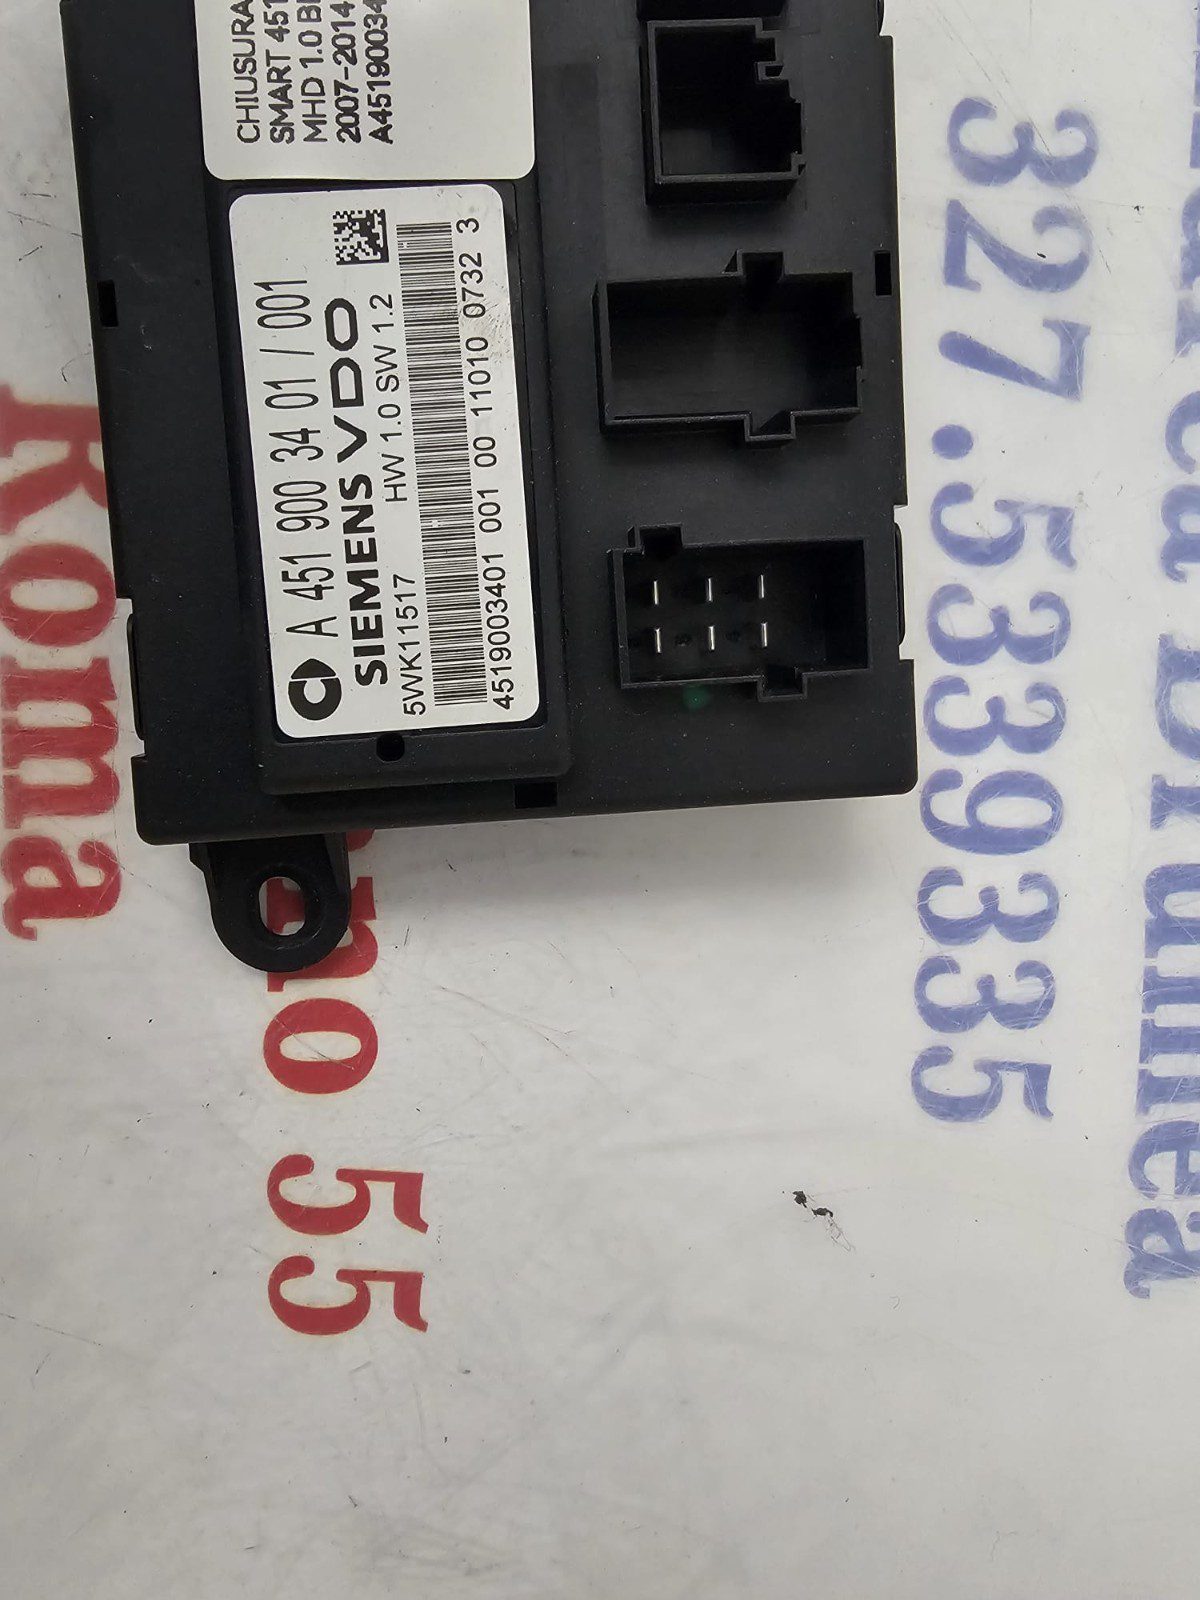 CHIUSURA
SMART 451
MHD 1.0
2007-2014
A45190034
A 451 900 34 01 / 001
SIEMENS VDO
5WK11517 HW 1.0 SW 1.2
4519003401 001 00 11010 0732 3
Roma
no 55
327.5339335